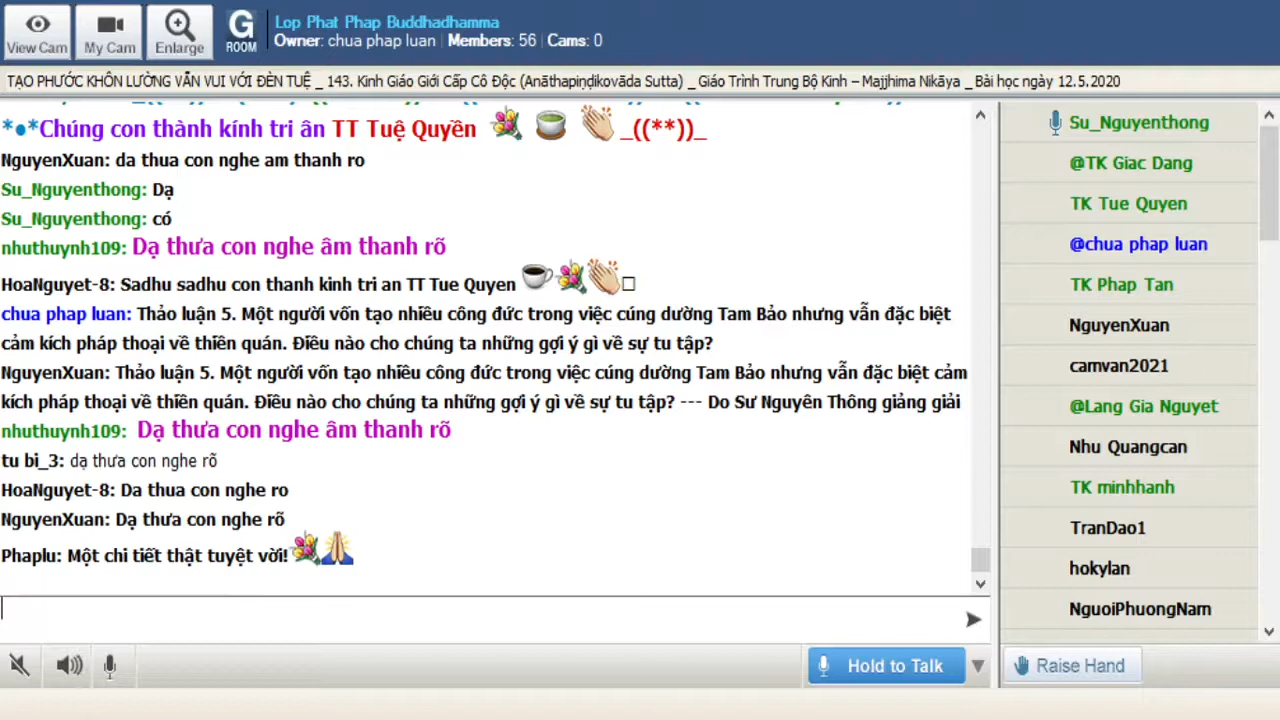 View Cam
My Cam
Enlarge
G
ROOM
Lop Phat Phap Buddhadhamma
Owner: chua phap luan | Members: 56 | Cams: 0
TẠO PHƯỚC KHÔN LƯỜNG VẪN VUI VỚI ĐÈN TUỆ _ 143. Kinh Giáo Giới Cấp Cô Độc (Anāthapiṇḍikovāda Sutta) _ Giáo Trình Trung Bộ Kinh – Majjhima Nikāya _ Bài học ngày 12.5.2020
*●*Chúng con thành kính tri ân TT Tuệ Quyền _((**))_
NguyenXuan: da thua con nghe am thanh ro
Su_Nguyenthong: Dạ
Su_Nguyenthong: có
nhuthuynh109: Dạ thưa con nghe âm thanh rõ
HoaNguyet-8: Sadhu sadhu con thanh kinh tri an TT Tue Quyen
chua phap luan: Thảo luận 5. Một người vốn tạo nhiều công đức trong việc cúng dường Tam Bảo nhưng vẫn đặc biệt
cảm kích pháp thoại về thiền quán. Điều nào cho chúng ta những gợi ý gì về sự tu tập?
NguyenXuan: Thảo luận 5. Một người vốn tạo nhiều công đức trong việc cúng dường Tam Bảo nhưng vẫn đặc biệt cảm
kích pháp thoại về thiền quán. Điều nào cho chúng ta những gợi ý gì về sự tu tập? --- Do Sư Nguyên Thông giảng giải
nhuthuynh109: Dạ thưa con nghe âm thanh rõ
tu bi_3: dạ thưa con nghe rõ
HoaNguyet-8: Da thua con nghe ro
NguyenXuan: Dạ thưa con nghe rõ
Phaplu: Một chi tiết thật tuyệt vời!
Su_Nguyenthong
@TK Giac Dang
TK Tue Quyen
@chua phap luan
TK Phap Tan
NguyenXuan
camvan2021
@Lang Gia Nguyet
Nhu Quangcan
TK minhhanh
TranDao1
hokylan
NguoiPhuongNam
Hold to Talk
Raise Hand